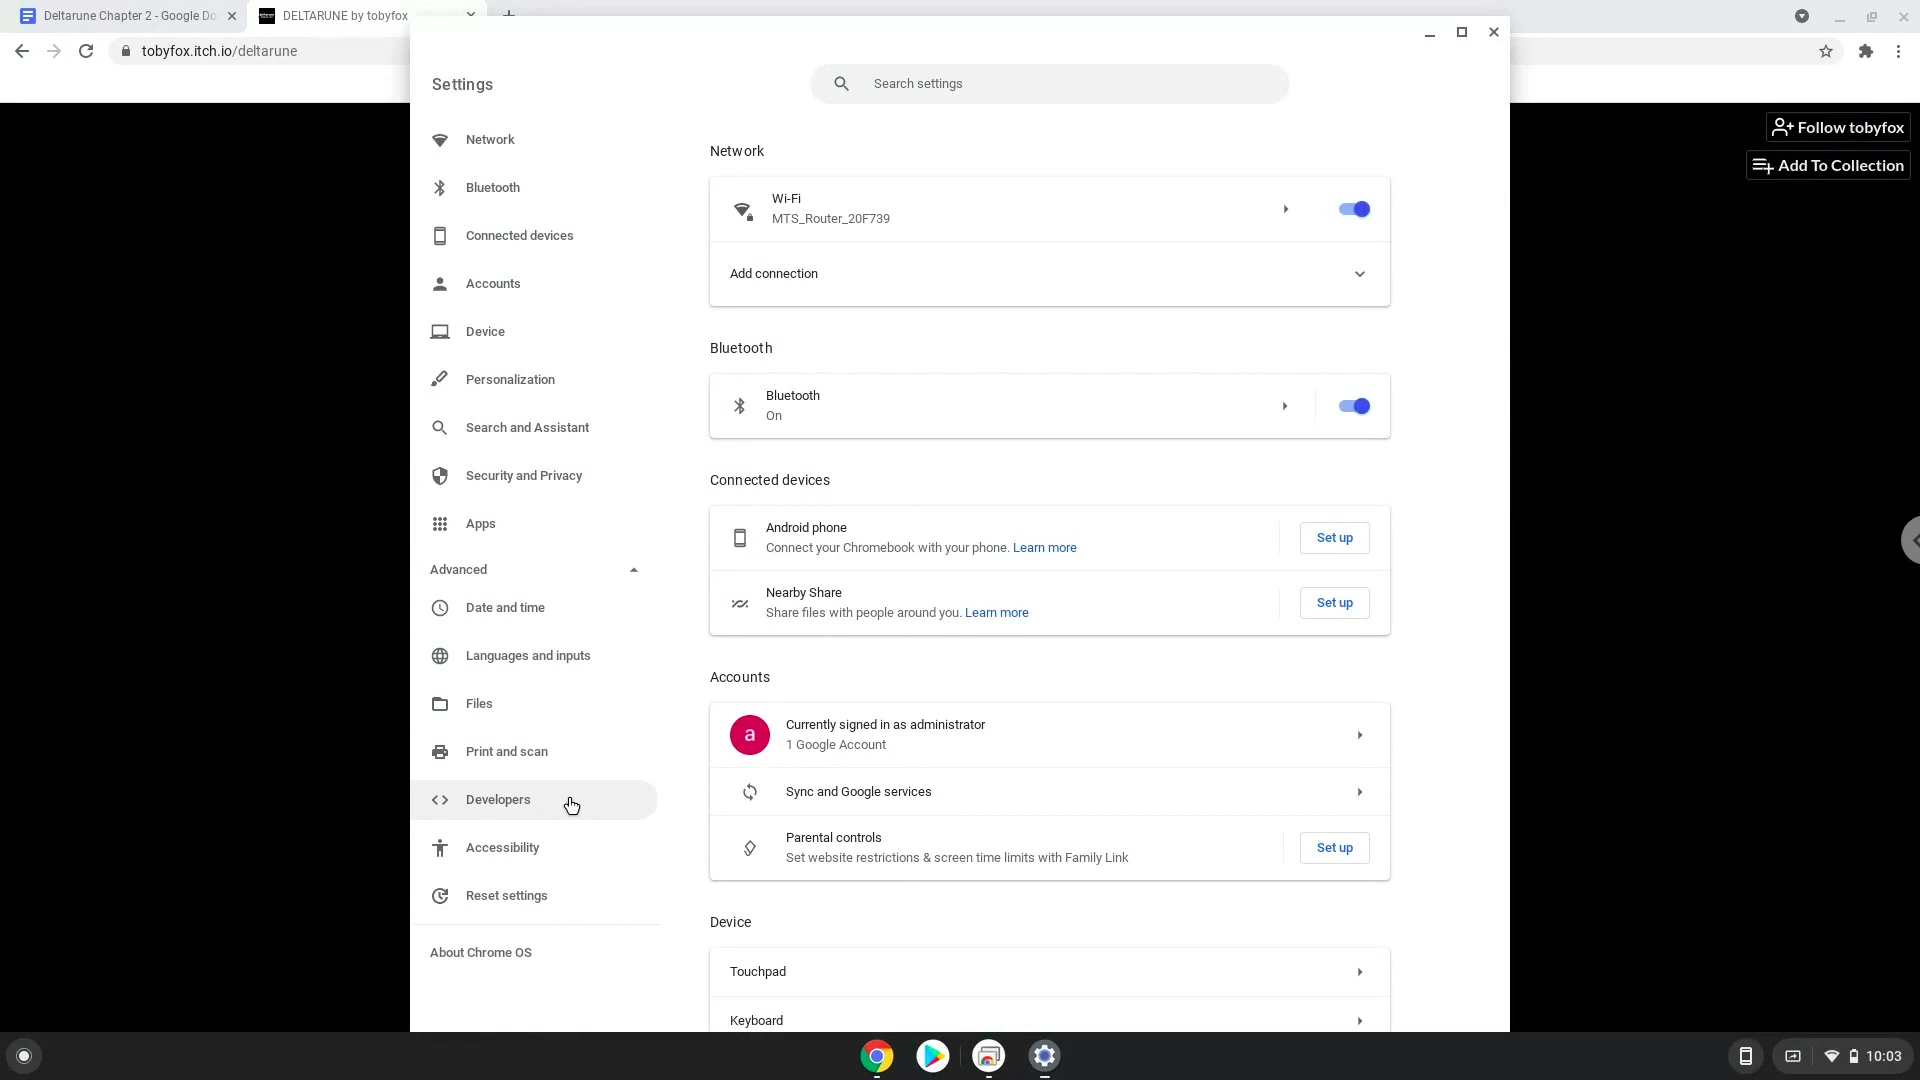 Deltarune Chapter 2 - Google Do
DELTARUNE by tobyfox
tobyfox.itch.io/deltarune
Follow tobyfox
Add To Collection
Settings
Search settings
Network
Bluetooth
Connected devices
Accounts
Device
Personalization
Search and Assistant
Security and Privacy
Apps
Advanced
Date and time
Languages and inputs
Files
Print and scan
Developers
Accessibility
Reset settings
About Chrome OS
Network
Wi-Fi
MTS_Router_20F739
Add connection
Bluetooth
Bluetooth
On
Connected devices
Android phone
Connect your Chromebook with your phone. Learn more
Set up
Nearby Share
Share files with people around you. Learn more
Set up
Accounts
a
Currently signed in as administrator
1 Google Account
Sync and Google services
Parental controls
Set website restrictions & screen time limits with Family Link
Set up
Device
Touchpad
Keyboard
10:03